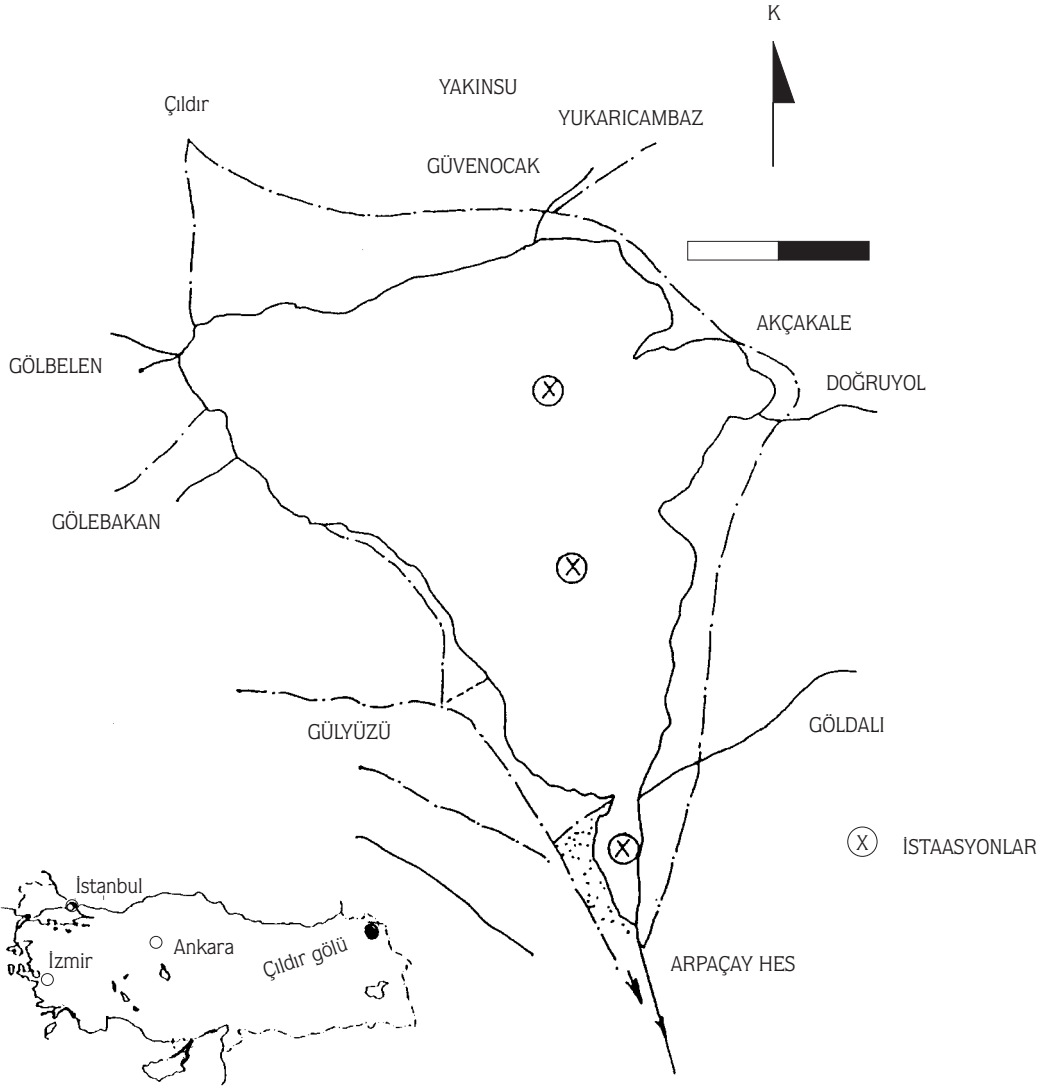 K
YAKINSU
Çıldır
YUKARICAMBAZ
GÜVENOCAK
AKÇAKALE
GÖLBELEN
DOĞRUYOL
X
GÖLEBAKAN
X
GÜLYÜZÜ
GÖLDALI
X
X İSTAASYONLAR
İstanbul
Ankara
Çıldır gölü
İzmir
ARPAÇAY HES